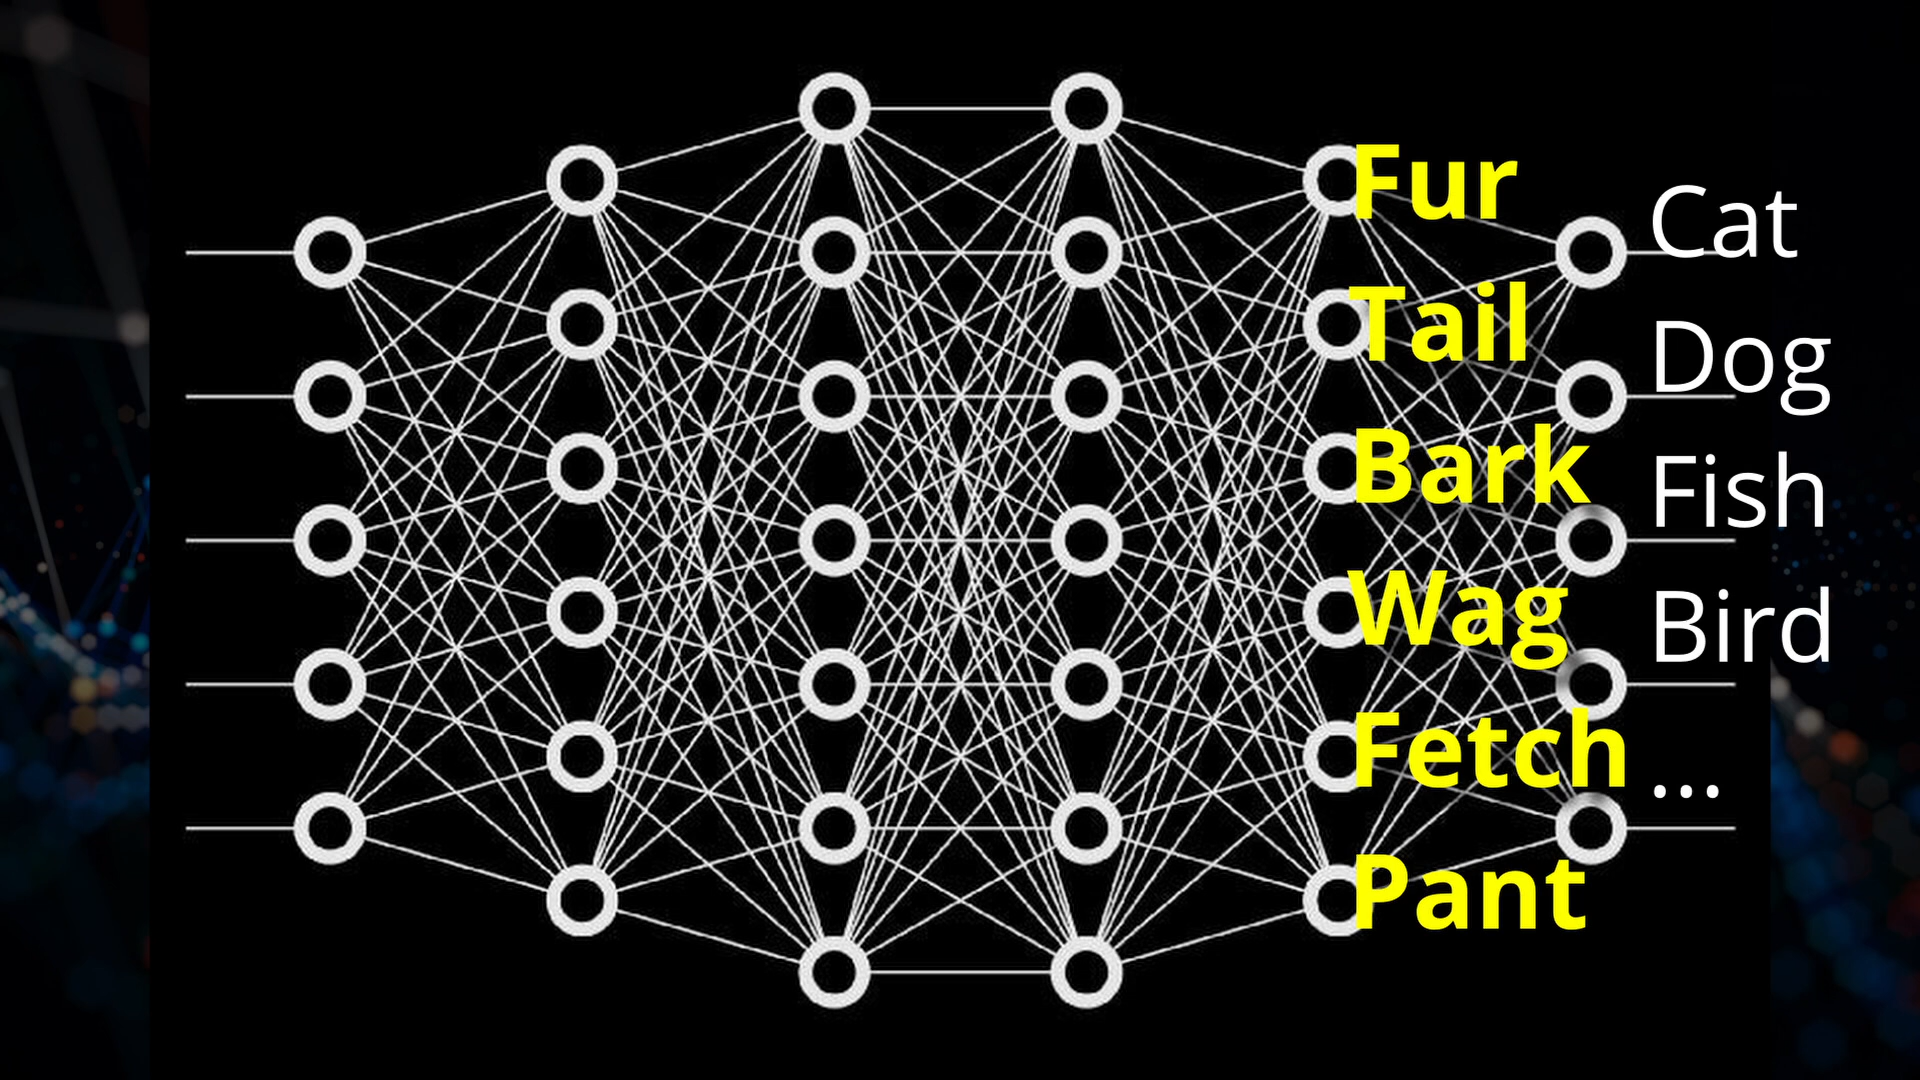 Fur
Tail
Bark
Wag
Fetch
Pant
Cat
Dog
Fish
Bird
...